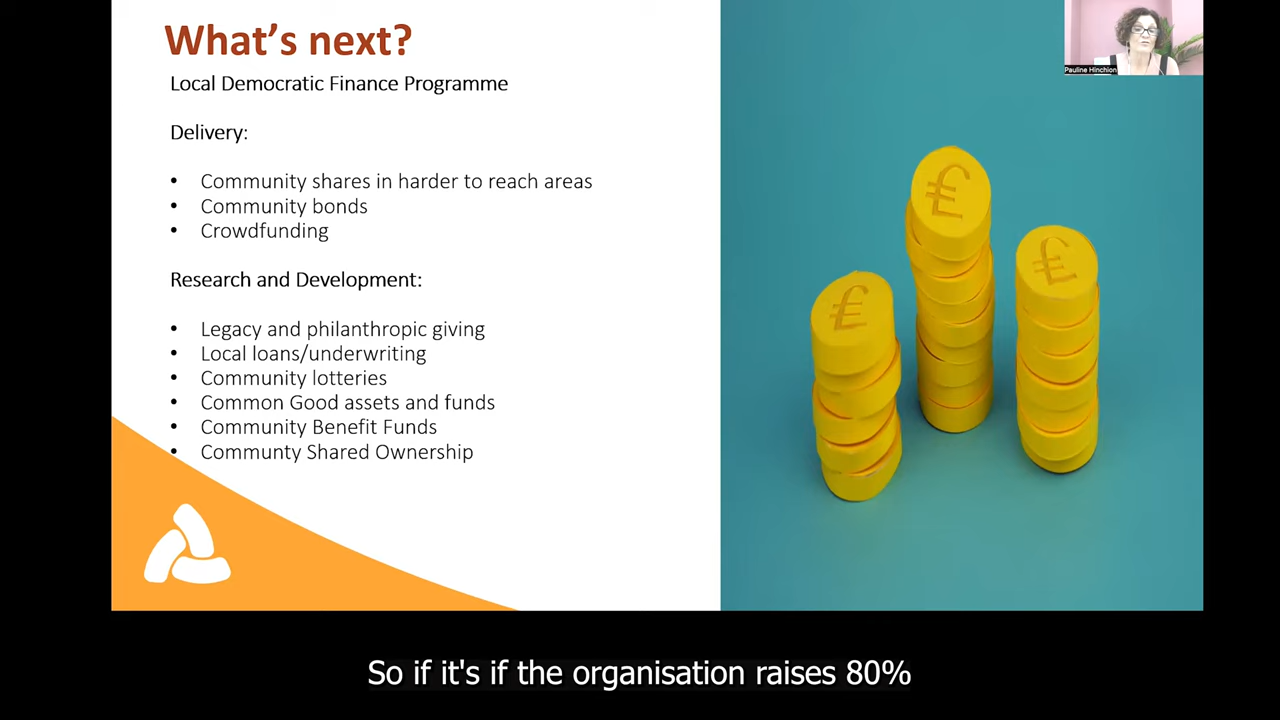 What's next?
Local Democratic Finance Programme
Delivery:
• Community shares in harder to reach areas
• Community bonds
• Crowdfunding
Research and Development:
• Legacy and philanthropic giving
• Local loans/underwriting
• Community lotteries
• Common Good assets and funds
• Community Benefit Funds
• Communty Shared Ownership
£
£
£
Pauline Hinchion
So if it's if the organisation raises 80%